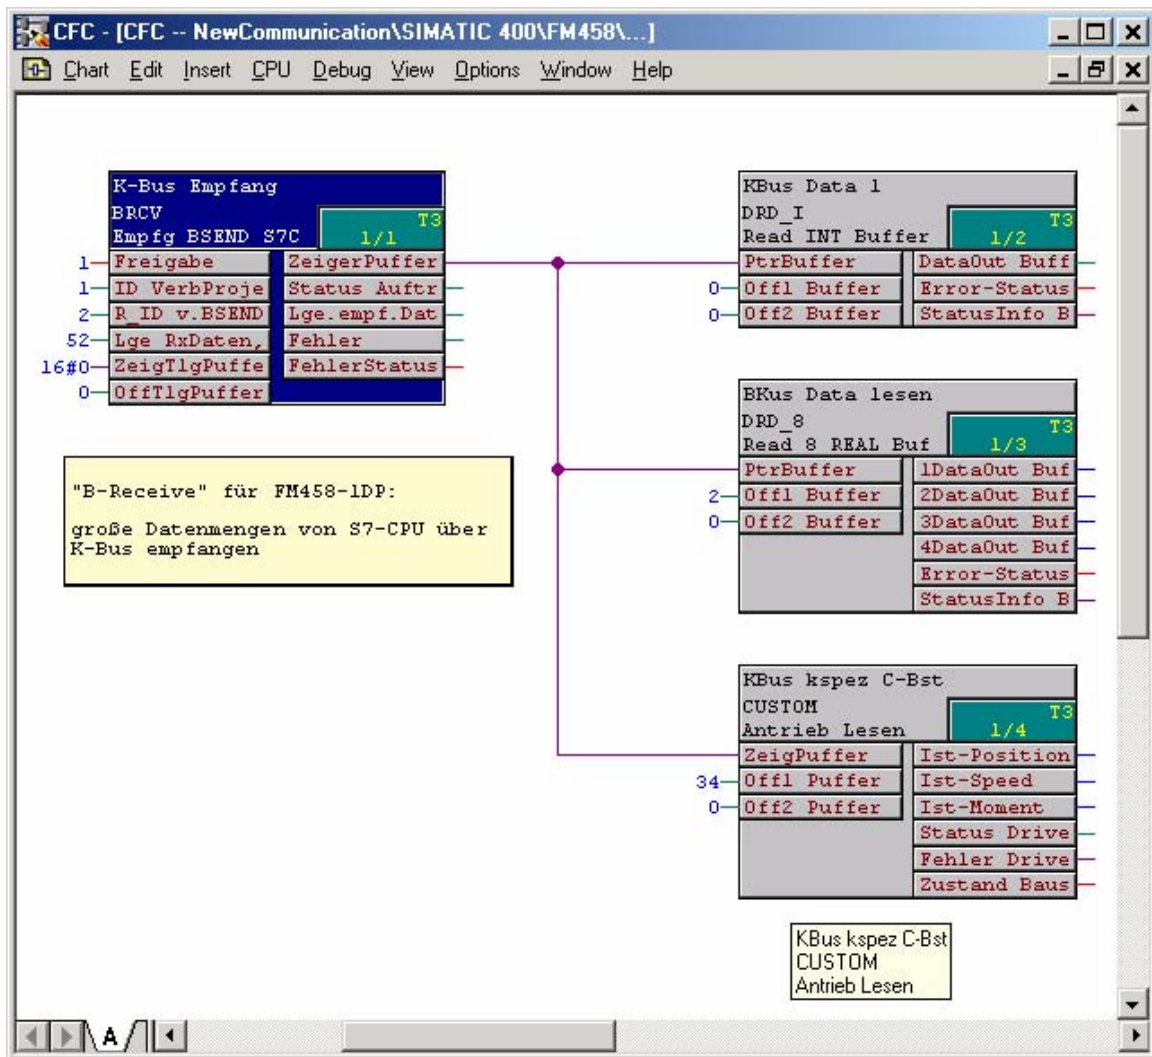 CFC - [CFC -- NewCommunication\SIMATIC 400\FM458\...]
Chart Edit Insert CPU Debug View Options Window Help
K-Bus Empfang
BRCV
Empfg BSEND S7C
T3
1/1
1 Freigabe ZeigerPuffer
1 ID VerbProje Status Auftr
2 R_ID v.BSEND Lge.empf.Dat
52 Lge RxDaten, Fehler
16#0 ZeigTlgPuffe FehlerStatus
0 OffTlgPuffer
"B-Receive" für FM458-1DP:
große Datenmengen von S7-CPU über
K-Bus empfangen
KBus Data 1
DRD_I
Read INT Buffer
T3
1/2
PtrBuffer DataOut Buff
0 Off1 Buffer Error-Status
0 Off2 Buffer StatusInfo B
BKus Data lesen
DRD_8
Read 8 REAL Buf
T3
1/3
PtrBuffer 1DataOut Buf
2 Off1 Buffer 2DataOut Buf
0 Off2 Buffer 3DataOut Buf
4DataOut Buf
Error-Status
StatusInfo B
KBus kspez C-Bst
CUSTOM
Antrieb Lesen
T3
1/4
ZeigPuffer Ist-Position
34 Off1 Puffer Ist-Speed
0 Off2 Puffer Ist-Moment
Status Drive
Fehler Drive
Zustand Baus
KBus kspez C-Bst
CUSTOM
Antrieb Lesen
A